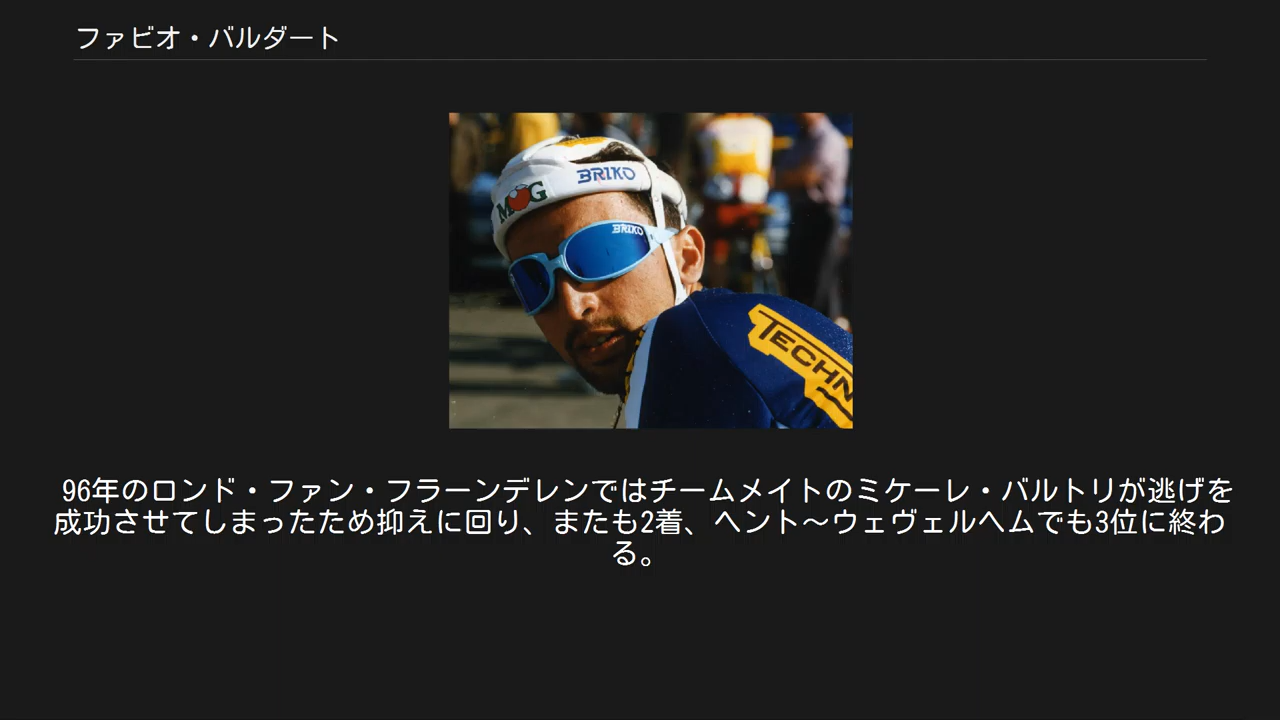 ファビオ・バルダート
BRIKO
MOG
BRIKO
TECHN
96年のロンド・ファン・フラーンデレンではチームメイトのミケーレ・バルトリが逃げを
成功させてしまったため抑えに回り、またも2着、ヘント〜ウェヴェルヘムでも3位に終わ
る。